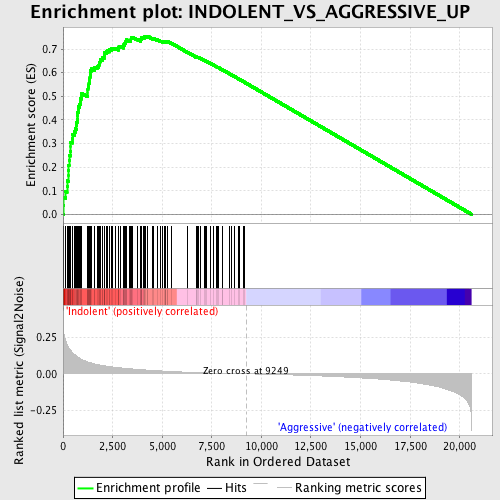 Enrichment plot: INDOLENT_VS_AGGRESSIVE_UP
Enrichment score (ES)
0.7
0.6
0.5
0.4
0.3
0.2
0.1
0.0
'Indolent' (positively correlated)
Ranked list metric (Signal2Noise)
0.25
0.00
-0.25
Zero cross at 9249
'Aggressive' (negatively correlated)
0 2,500 5,000 7,500 10,000 12,500 15,000 17,500 20,000
Rank in Ordered Dataset
Enrichment profile Hits Ranking metric scores